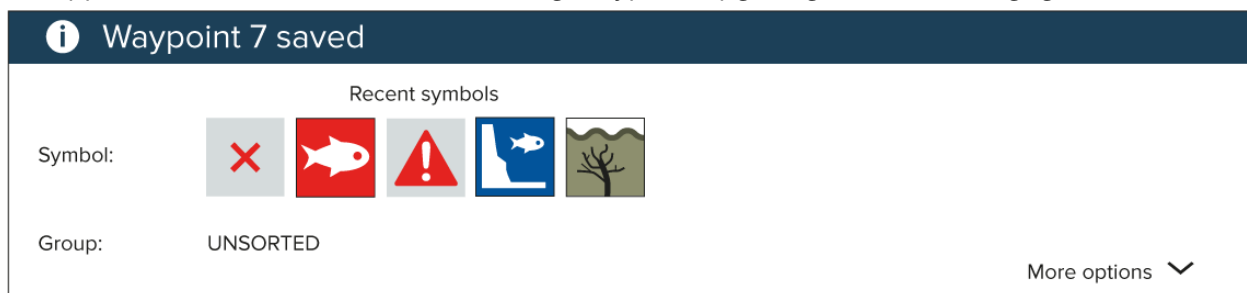 Waypoint 7 saved
Recent symbols
Symbol:
Group: UNSORTED
More options